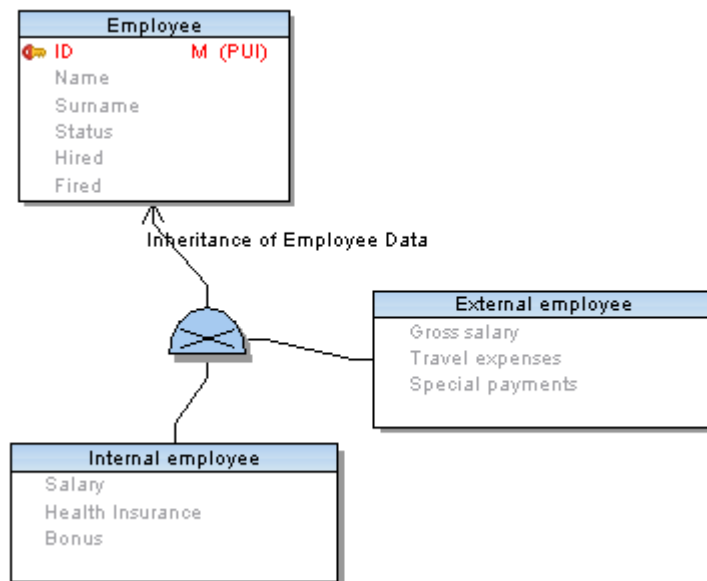 Employee
ID M (PUI)
Name
Surname
Status
Hired
Fired
Inheritance of Employee Data
External employee
Gross salary
Travel expenses
Special payments
Internal employee
Salary
Health Insurance
Bonus